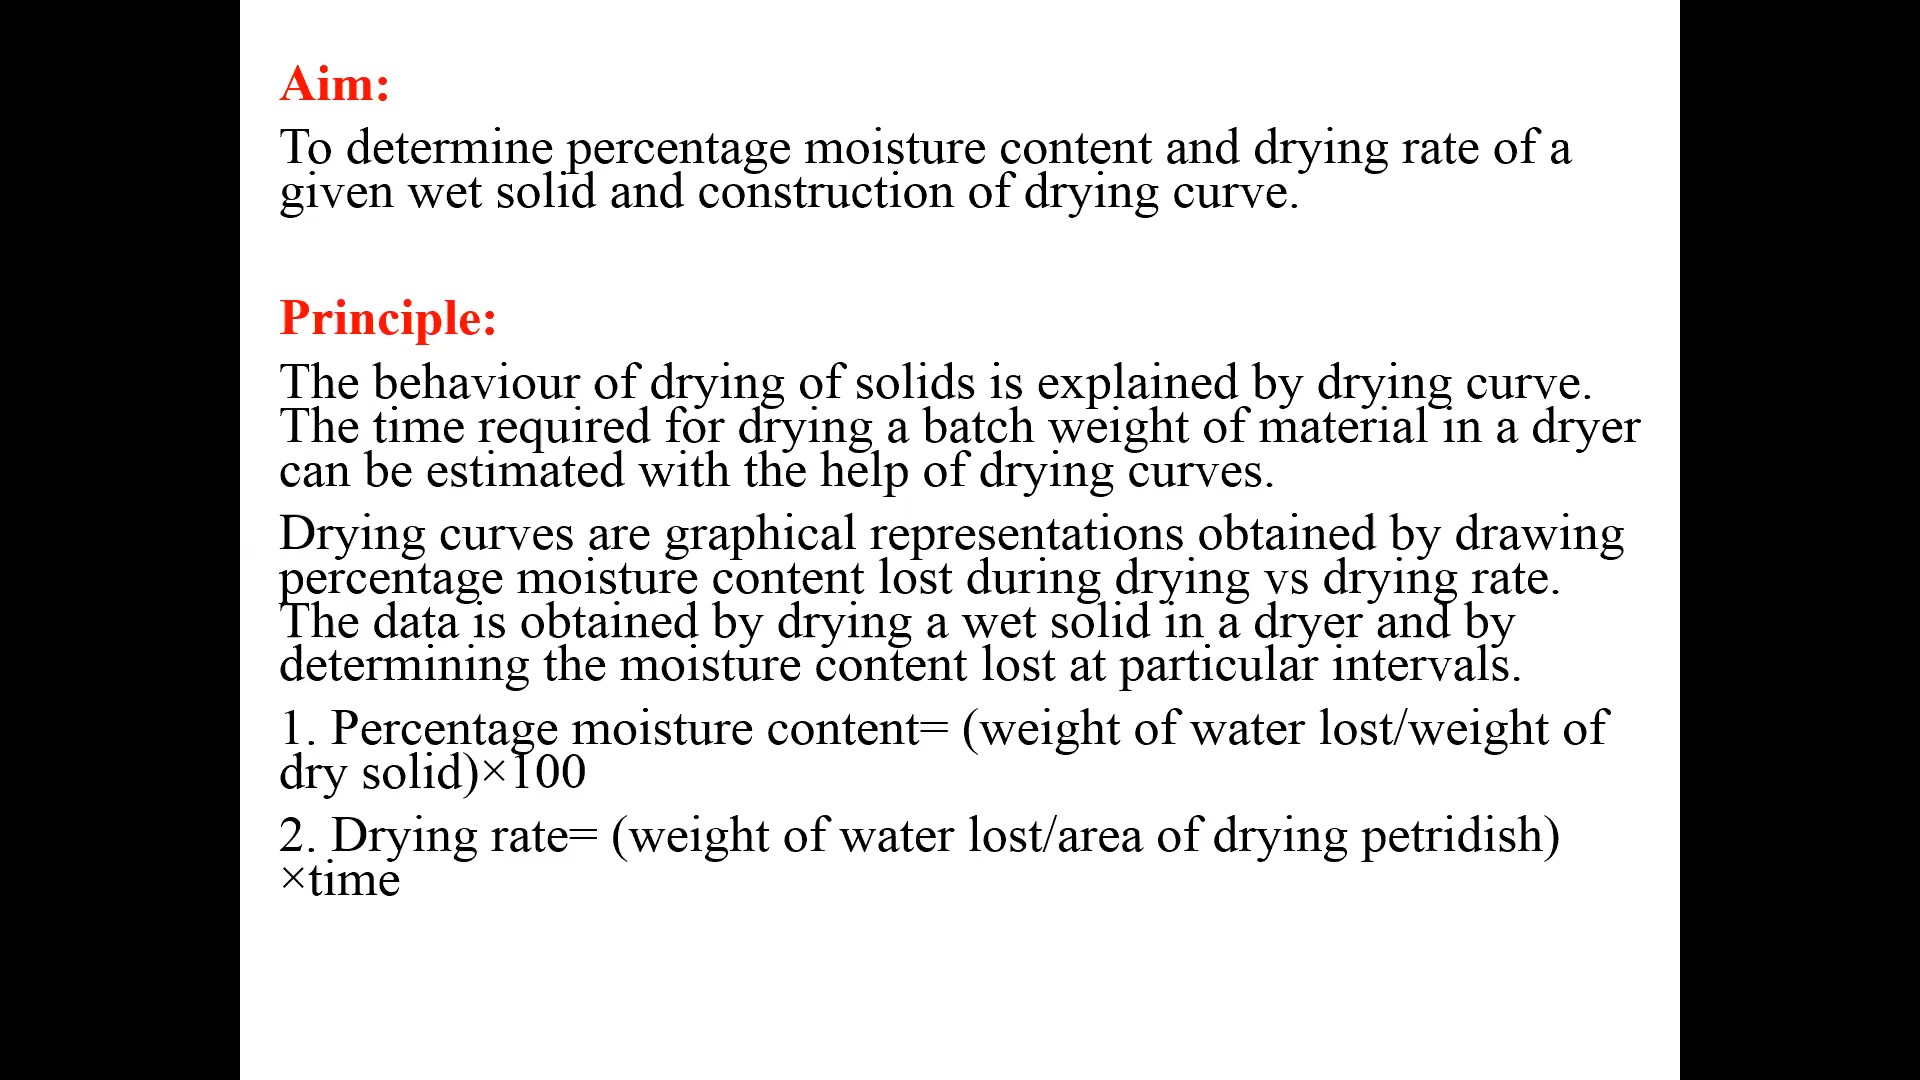 Aim:
To determine percentage moisture content and drying rate of a
given wet solid and construction of drying curve.
Principle:
The behaviour of drying of solids is explained by drying curve.
The time required for drying a batch weight of material in a dryer
can be estimated with the help of drying curves.
Drying curves are graphical representations obtained by drawing
percentage moisture content lost during drying vs drying rate.
The data is obtained by drying a wet solid in a dryer and by
determining the moisture content lost at particular intervals.
1. Percentage moisture content= (weight of water lost/weight of
dry solid)×100
2. Drying rate= (weight of water lost/area of drying petridish)
×time